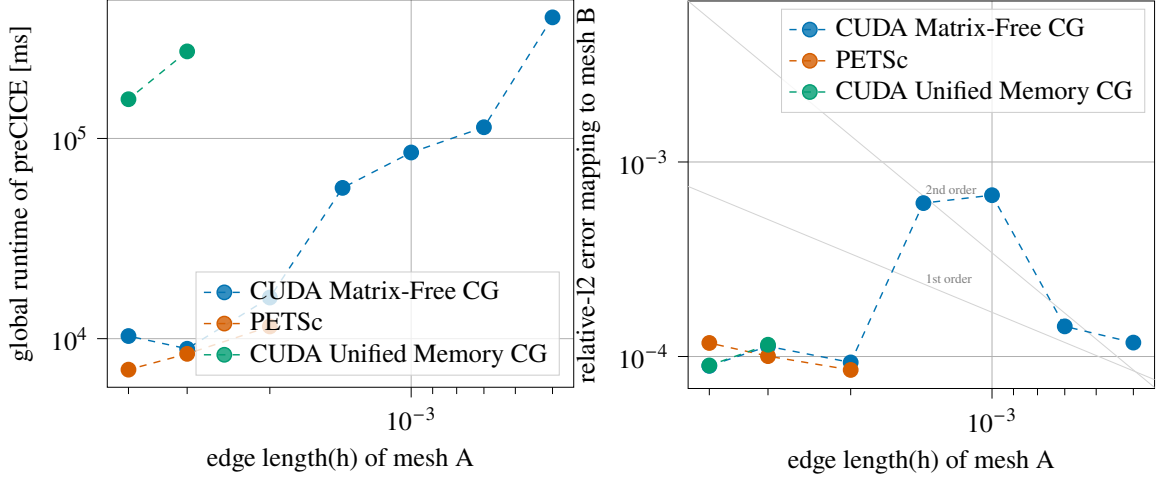 global runtime of preCICE [ms]
10^5
10^4
CUDA Matrix-Free CG
PETSc
CUDA Unified Memory CG
10^-3
edge length(h) of mesh A
relative-l2 error mapping to mesh B
10^-3
10^-4
CUDA Matrix-Free CG
PETSc
CUDA Unified Memory CG
2nd order
1st order
10^-3
edge length(h) of mesh A